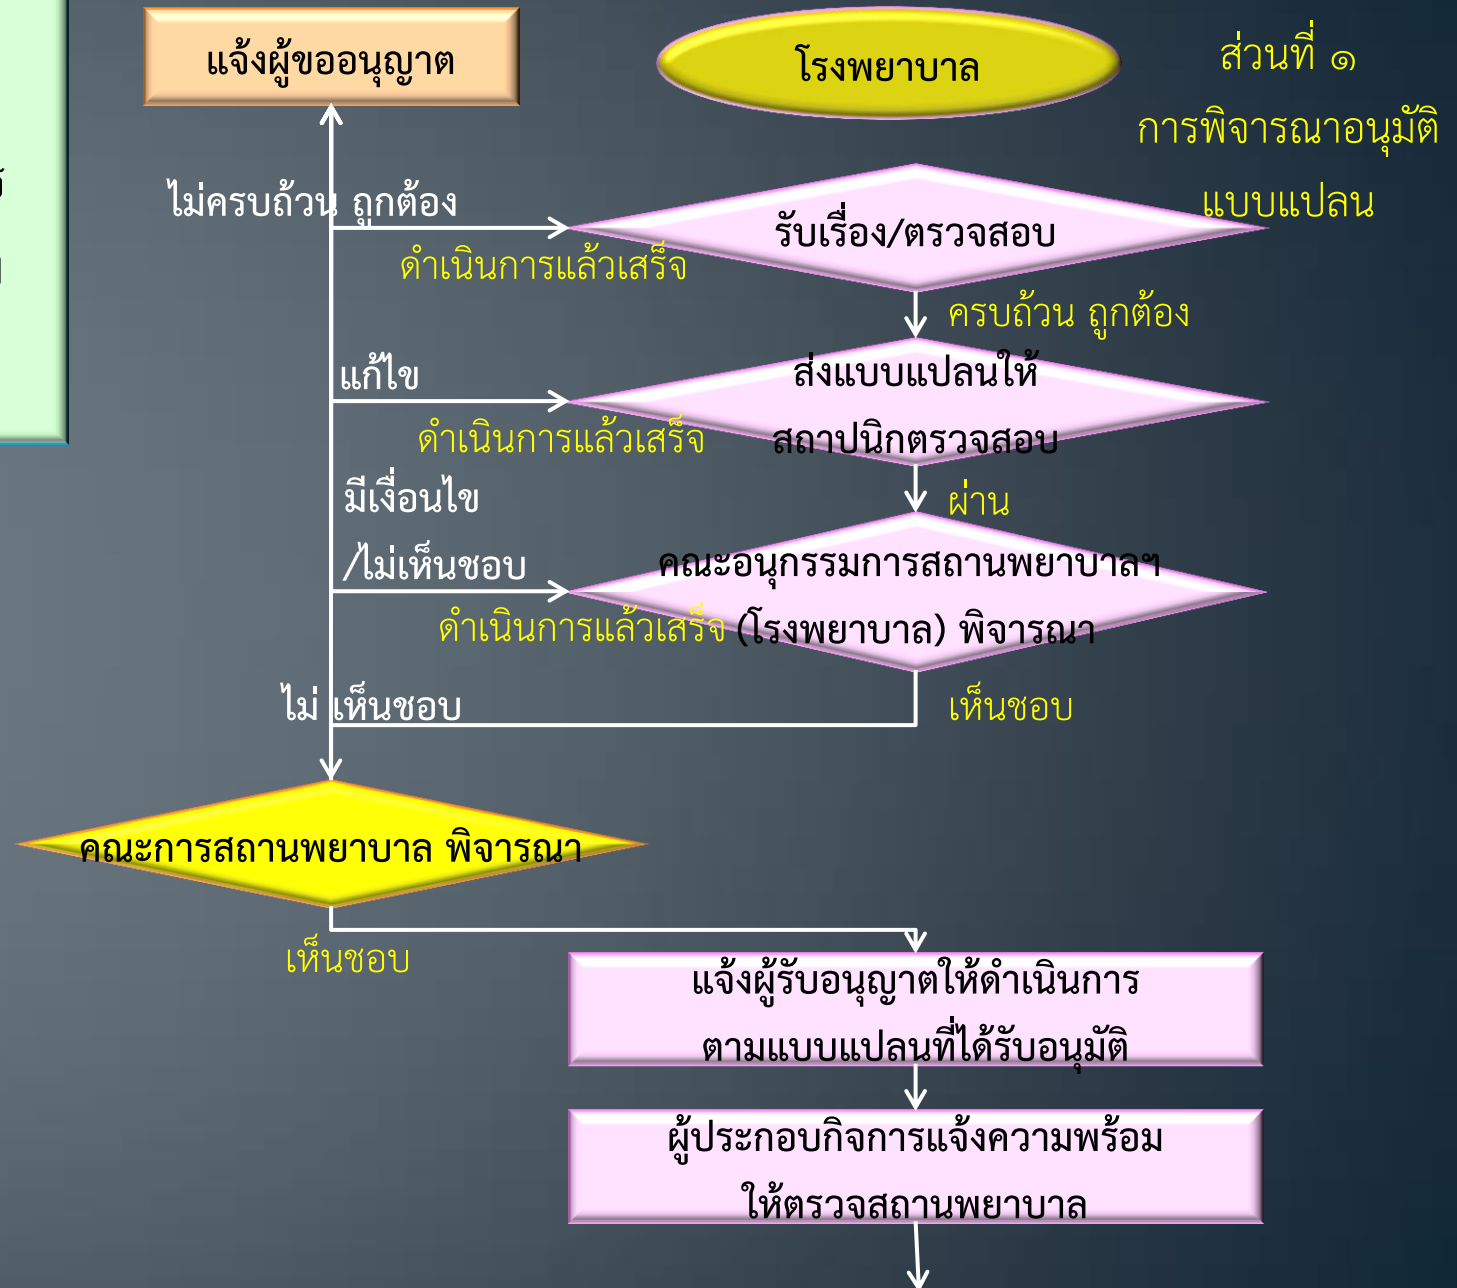 แจ้งผู้ขออนุญาต
โรงพยาบาล
ส่วนที่ ๑
การพิจารณาอนุมัติ
แบบแปลน
ไม่ครบถ้วน ถูกต้อง
รับเรื่อง/ตรวจสอบ
ดำเนินการแล้วเสร็จ
ครบถ้วน ถูกต้อง
แก้ไข
ส่งแบบแปลนให้
สถาปนิกตรวจสอบ
ดำเนินการแล้วเสร็จ
มีเงื่อนไข
/ไม่เห็นชอบ
ผ่าน
คณะอนุกรรมการสถานพยาบาลฯ
(โรงพยาบาล) พิจารณา
ดำเนินการแล้วเสร็จ
ไม่ เห็นชอบ
เห็นชอบ
คณะการสถานพยาบาล พิจารณา
เห็นชอบ
แจ้งผู้รับอนุญาตให้ดำเนินการ
ตามแบบแปลนที่ได้รับอนุมัติ
ผู้ประกอบกิจการแจ้งความพร้อม
ให้ตรวจสถานพยาบาล